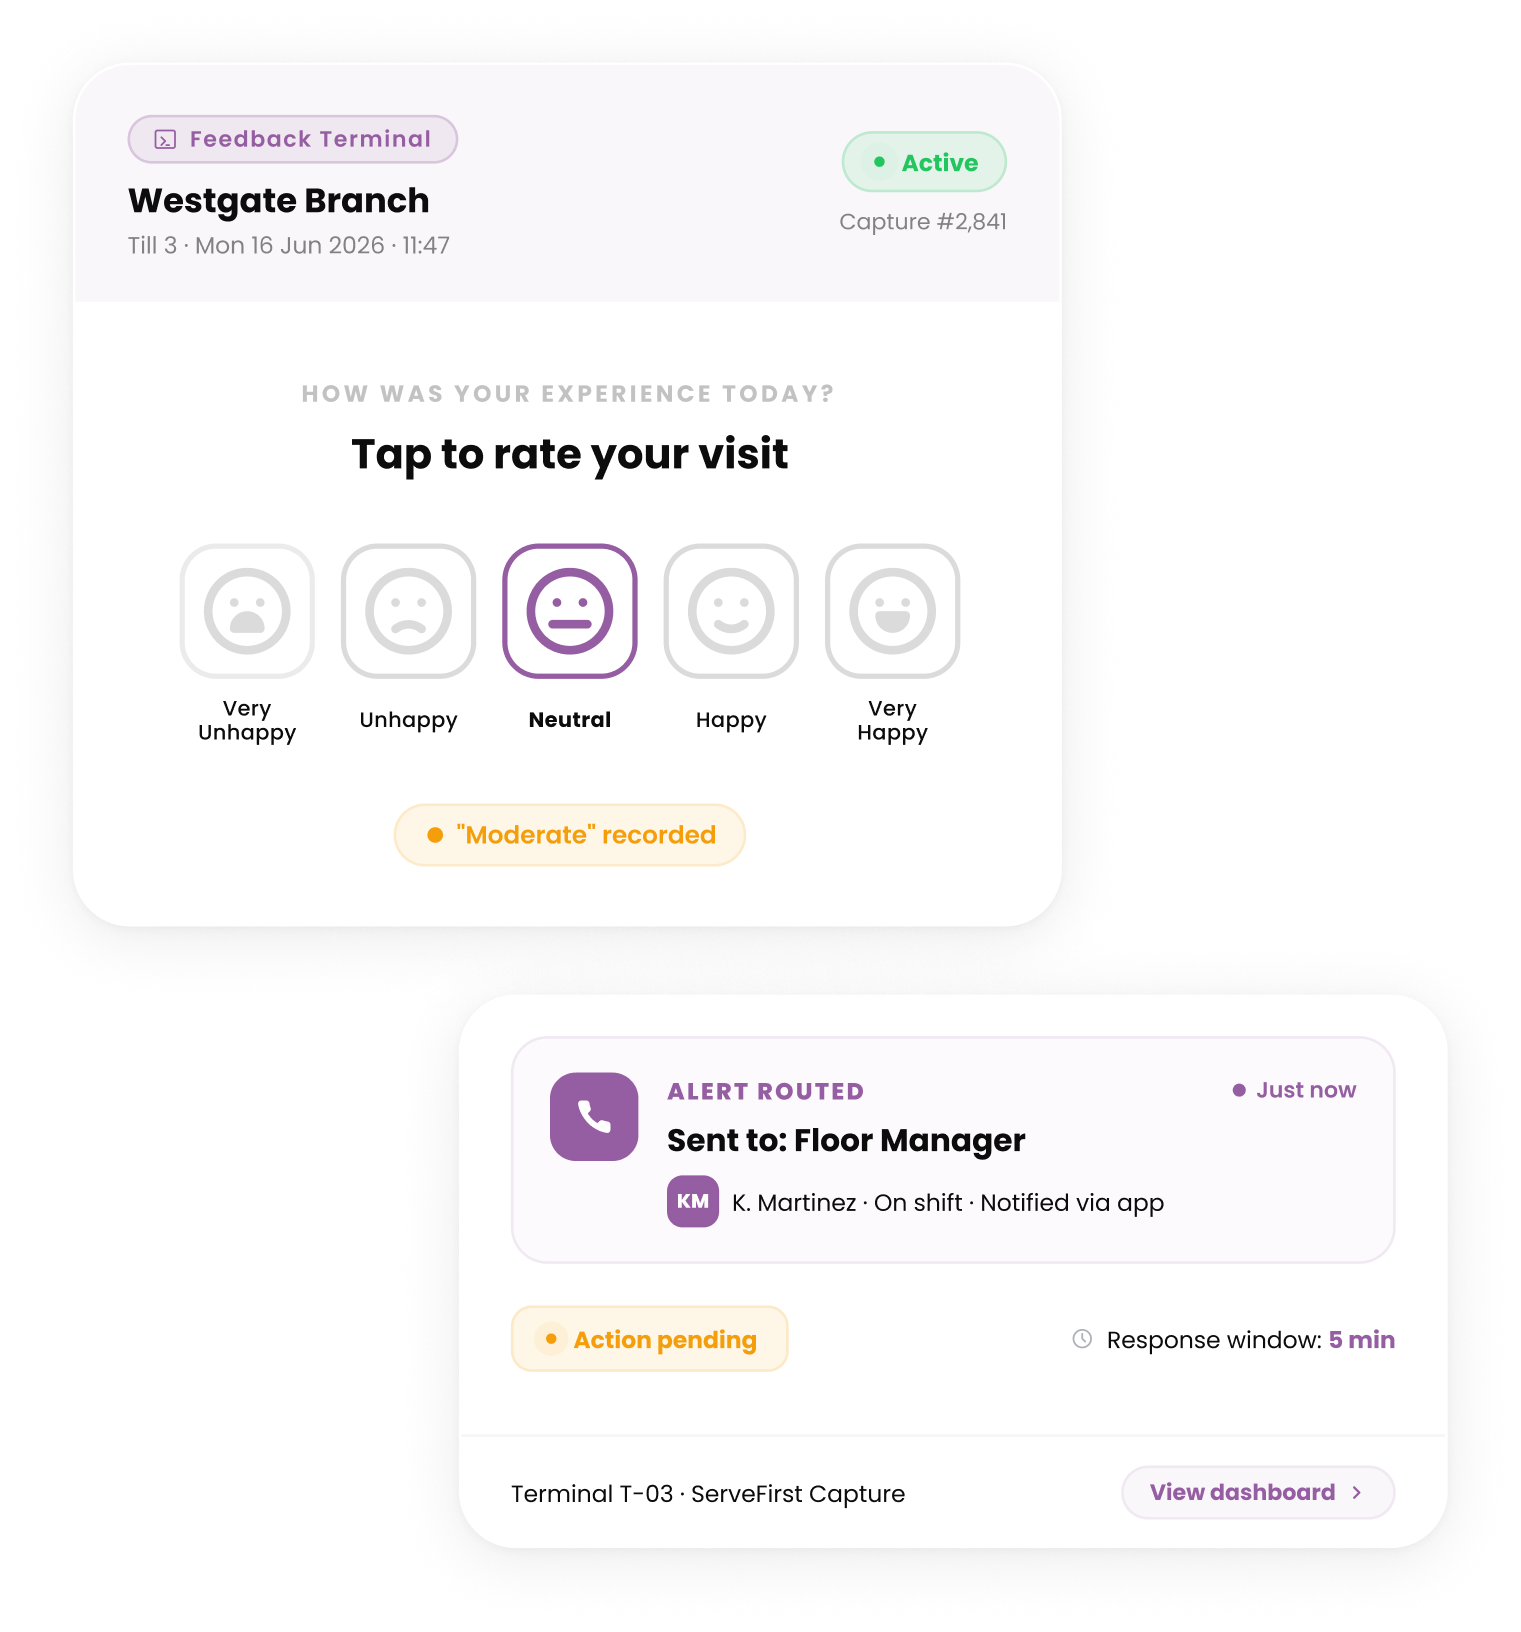 Feedback Terminal
Westgate Branch
Till 3 · Mon 16 Jun 2026 · 11:47
Active
Capture #2,841
HOW WAS YOUR EXPERIENCE TODAY?
Tap to rate your visit
Very
Unhappy
Unhappy
Neutral
Happy
Very
Happy
"Moderate" recorded
ALERT ROUTED
Just now
Sent to: Floor Manager
KM
K. Martinez · On shift · Notified via app
Action pending
Response window: 5 min
Terminal T-03 · ServeFirst Capture
View dashboard